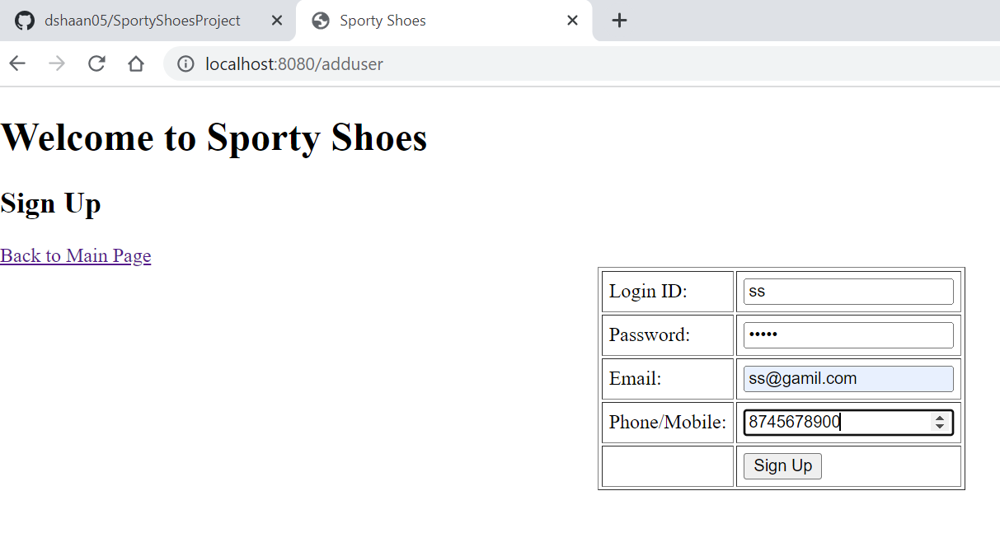 dshaan05/SportyShoesProject
Sporty Shoes
localhost:8080/adduser
Welcome to Sporty Shoes
Sign Up
Back to Main Page
Login ID: ss
Password: •••••
Email: ss@gamil.com
Phone/Mobile: 8745678900
Sign Up